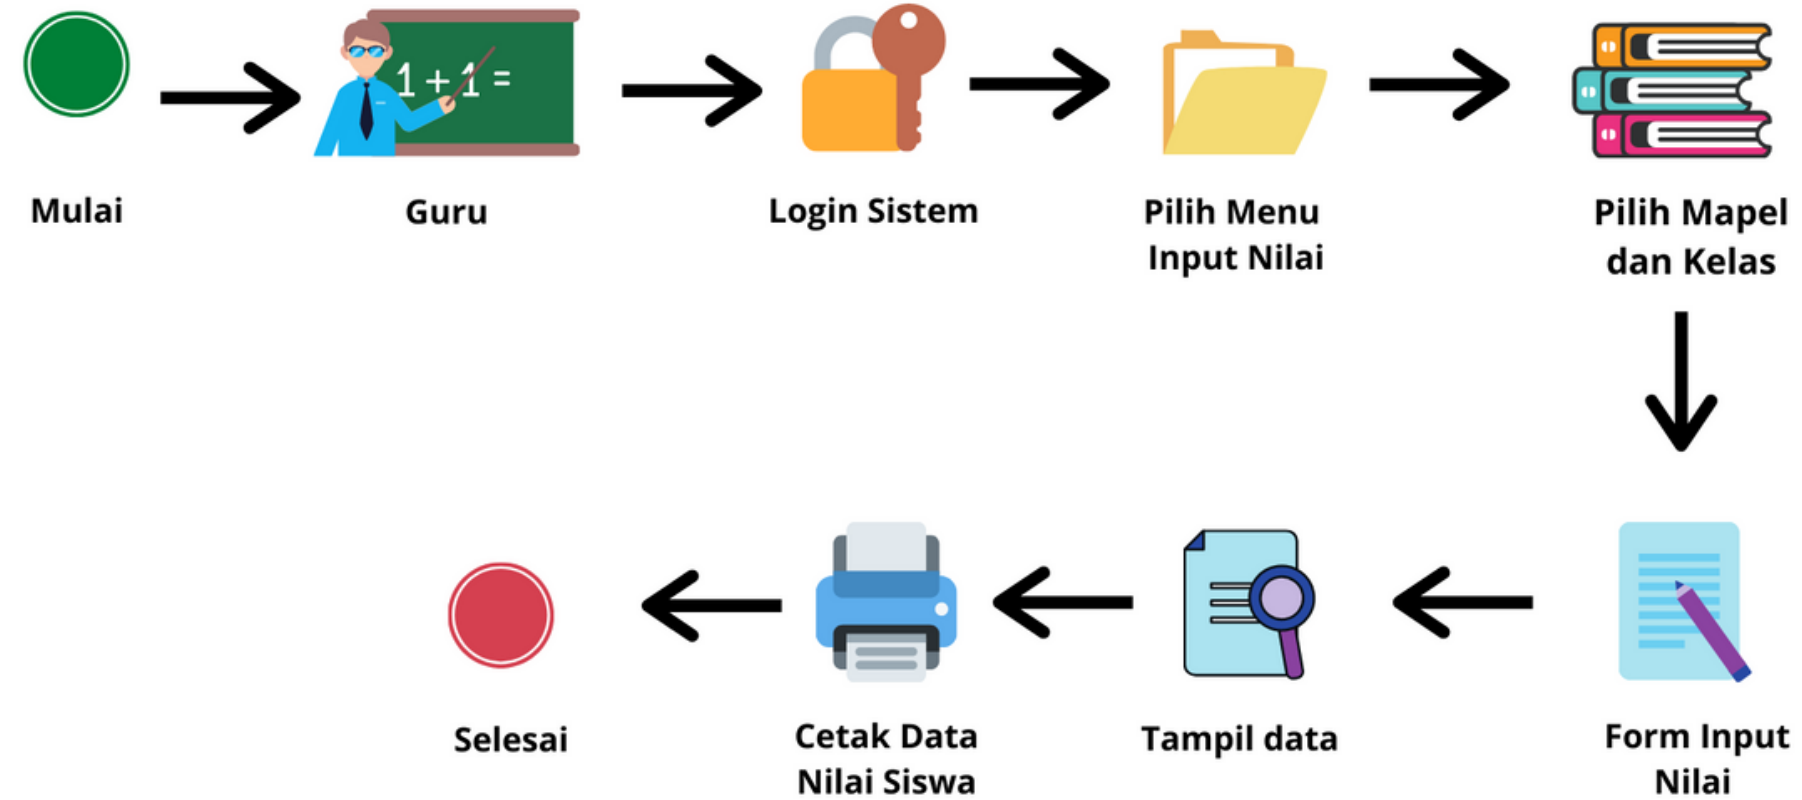 1 + 1 =
Mulai
Guru
Login Sistem
Pilih Menu
Input Nilai
Pilih Mapel
dan Kelas
Selesai
Cetak Data
Nilai Siswa
Tampil data
Form Input
Nilai